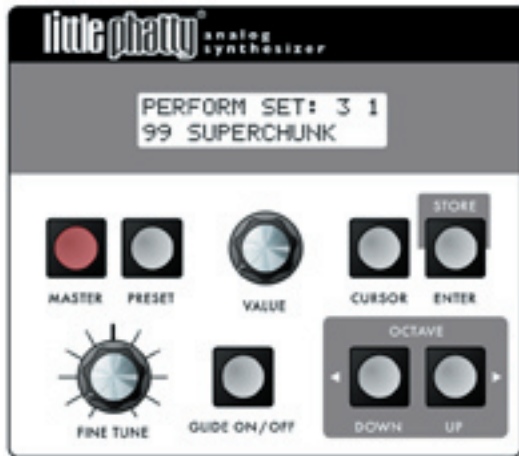 little phatty® analog
synthesizer
PERFORM SET: 3 1
99 SUPERCHUNK
STORE
MASTER PRESET VALUE CURSOR ENTER
OCTAVE
FINE TUNE GLIDE ON/OFF DOWN UP